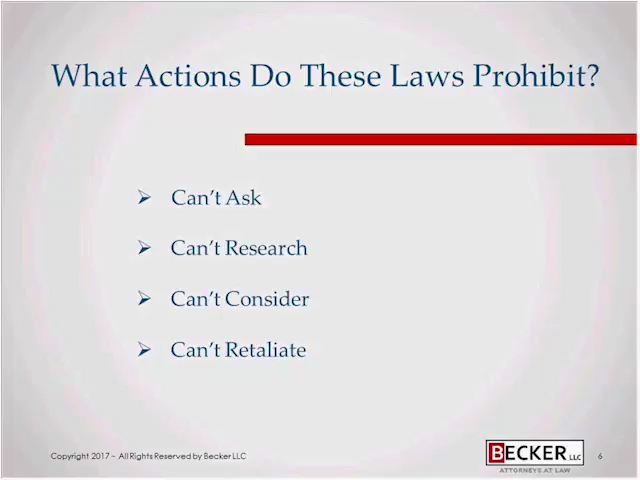 What Actions Do These Laws Prohibit?
Can't Ask
Can't Research
Can't Consider
Can't Retaliate
Copyright 2017 - All Rights Reserved by Becker LLC
BECKER LLC
ATTORNEYS AT LAW
6